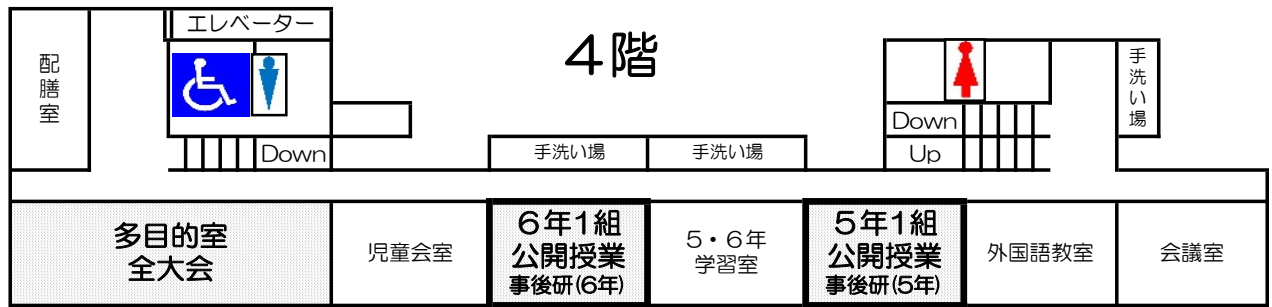 エレベーター
4階
配膳室
手洗い場
Down
Down
Up
手洗い場
手洗い場
多目的室
全大会
児童会室
6年1組
公開授業
事後研(6年)
5・6年
学習室
5年1組
公開授業
事後研(5年)
外国語教室
会議室